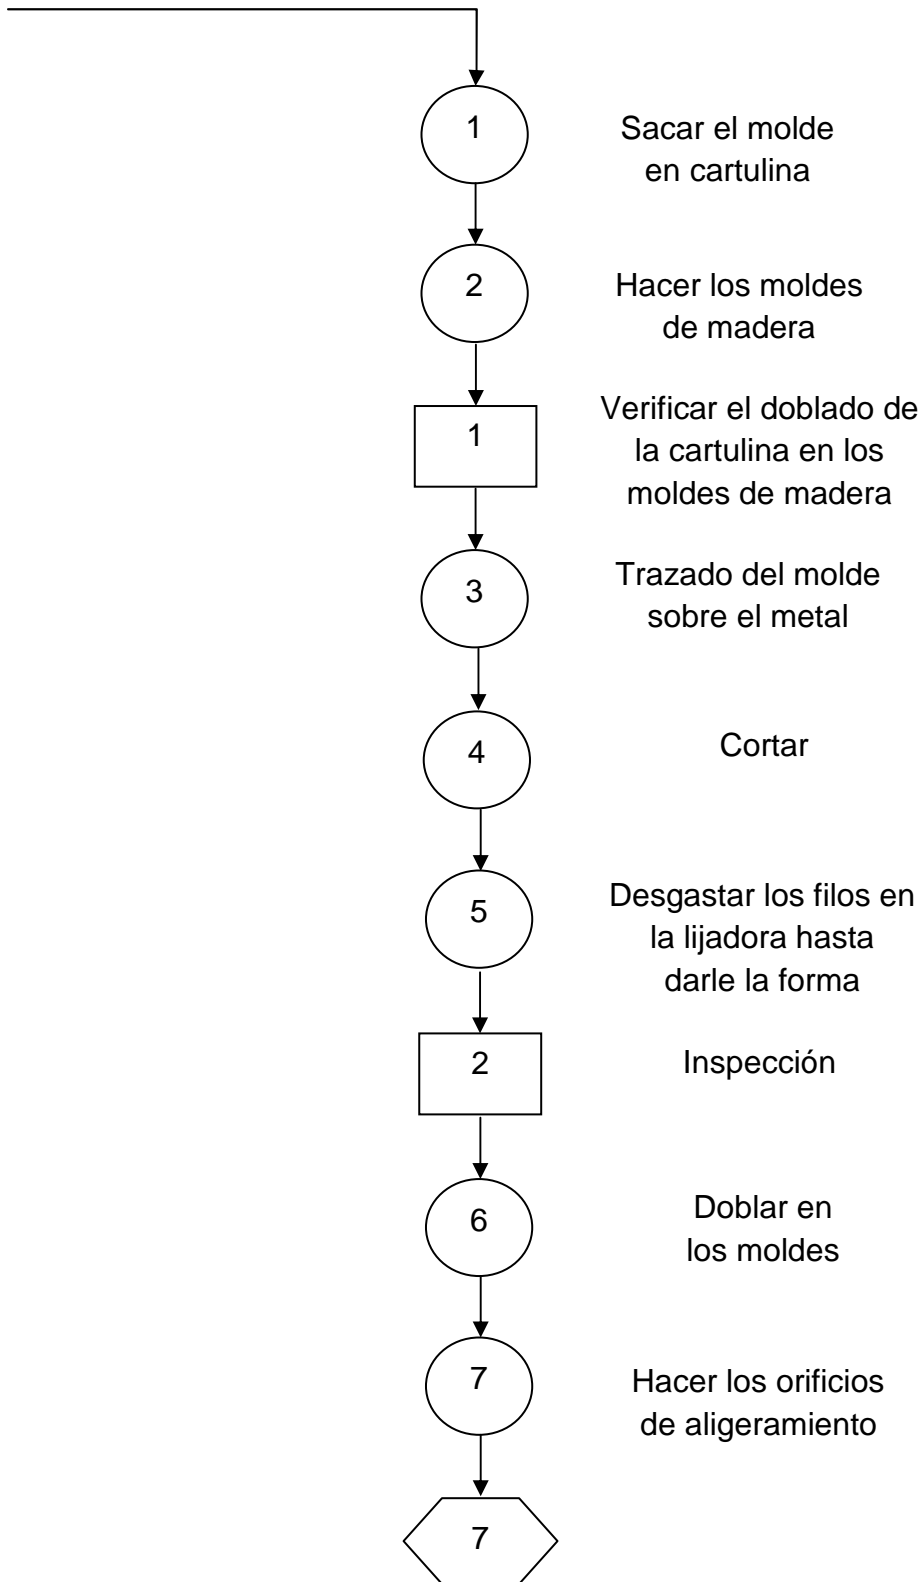 1
Sacar el molde
en cartulina
2
Hacer los moldes
de madera
1
Verificar el doblado de
la cartulina en los
moldes de madera
3
Trazado del molde
sobre el metal
4
Cortar
5
Desgastar los filos en
la lijadora hasta
darle la forma
2
Inspección
6
Doblar en
los moldes
7
Hacer los orificios
de aligeramiento
7